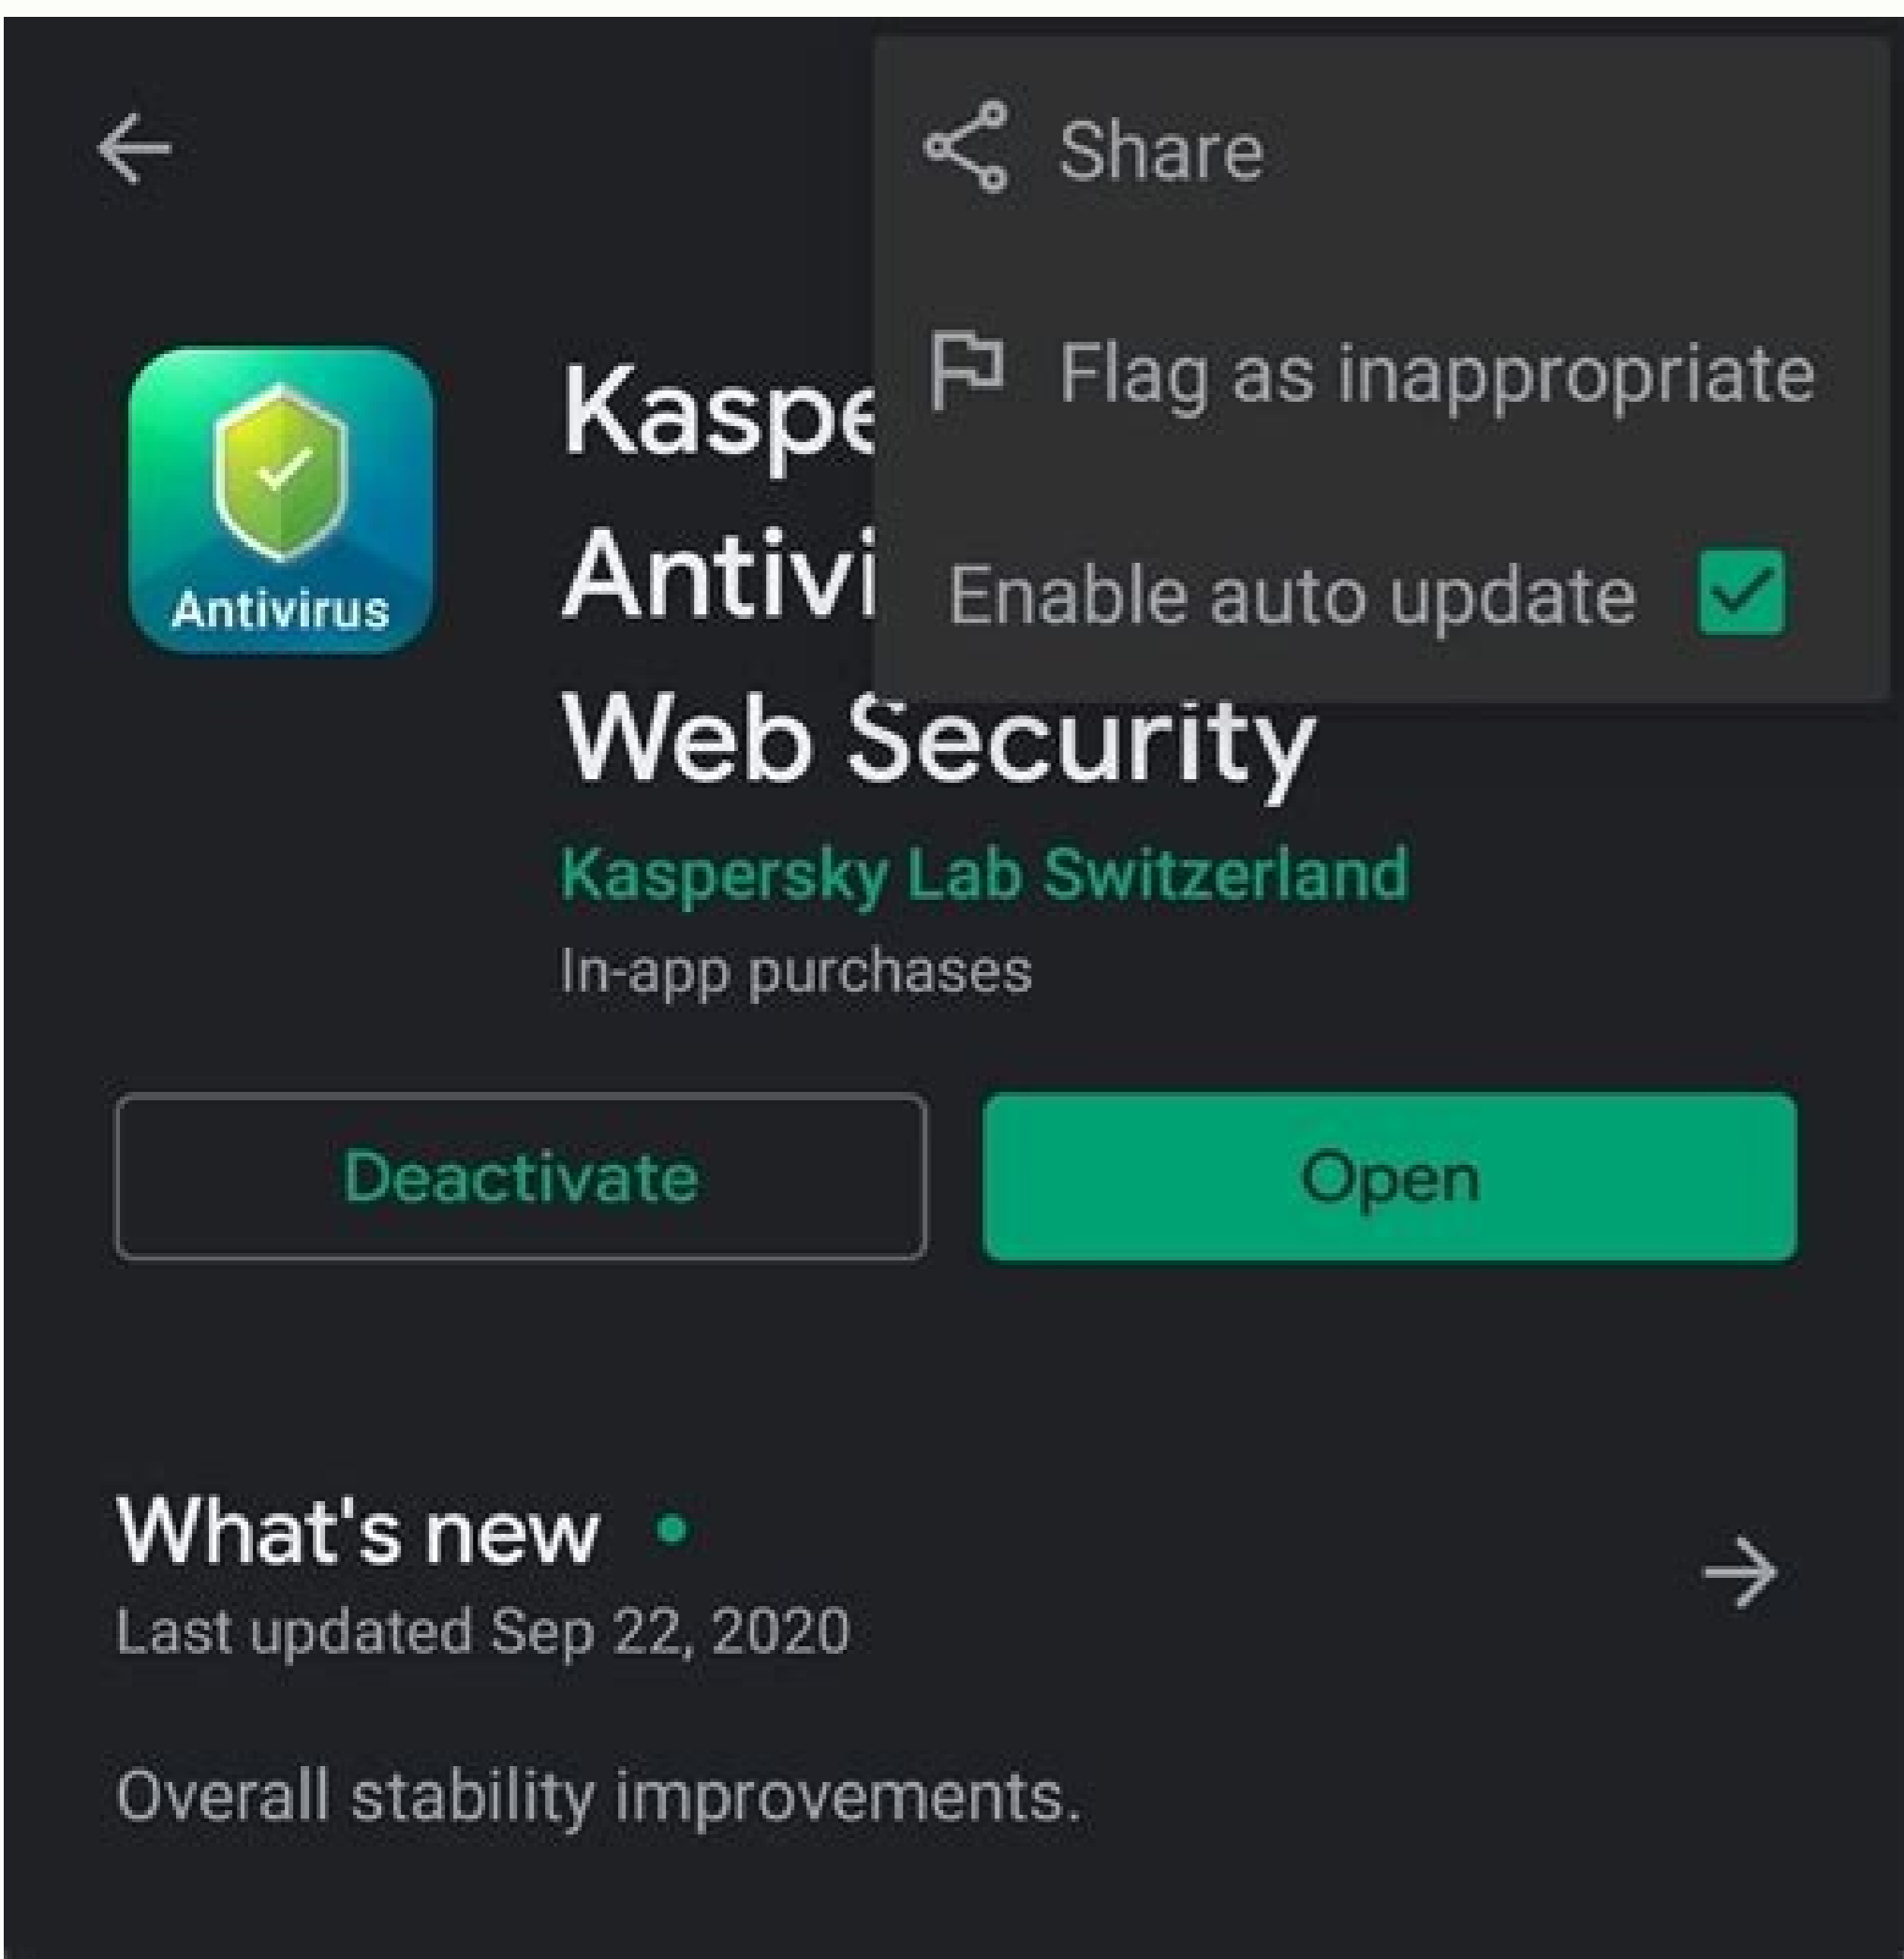 Share
Flag as inappropriate
Enable auto update
Antivirus
Kaspe
Antivi
Web Security
Kaspersky Lab Switzerland
In-app purchases
Deactivate
Open
What's new
Last updated Sep 22, 2020
Overall stability improvements.